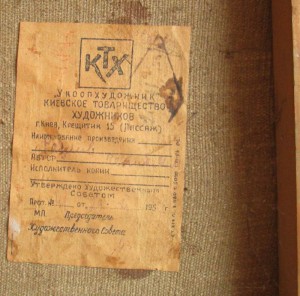 КТХ
Укоопхудожник
Киевское товарищество
художников
г. Киев, Крещатик 15 (Пассаж)
Наименование произведения
Автор
Исполнитель копии
Утверждено Художественным
Советом
Прот. № от 195 г.
МП. Председатель
Художественного Совета